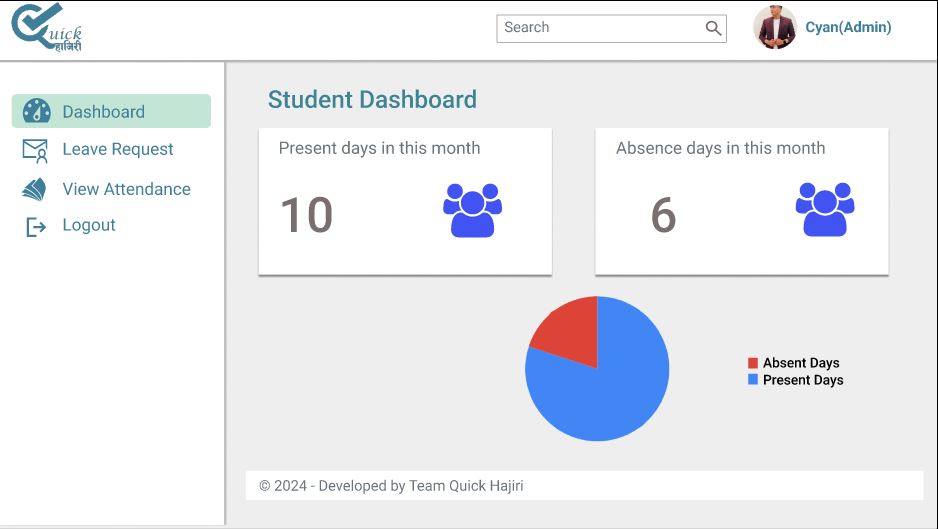 Quick
हाजिरी
Search
Cyan(Admin)
Dashboard
Leave Request
View Attendance
Logout
Student Dashboard
Present days in this month
10
Absence days in this month
6
Absent Days
Present Days
© 2024 - Developed by Team Quick Hajiri